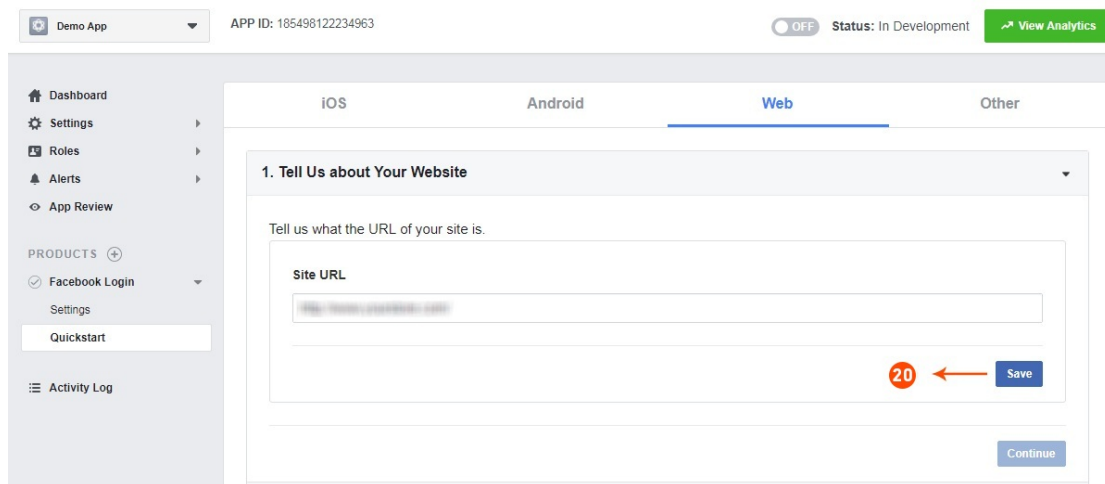 Demo App
APP ID: 185498122234963
OFF Status: In Development
View Analytics
Dashboard
Settings
Roles
Alerts
App Review
PRODUCTS
Facebook Login
Settings
Quickstart
Activity Log
iOS Android Web Other
1. Tell Us about Your Website
Tell us what the URL of your site is.
Site URL
20 Save
Continue